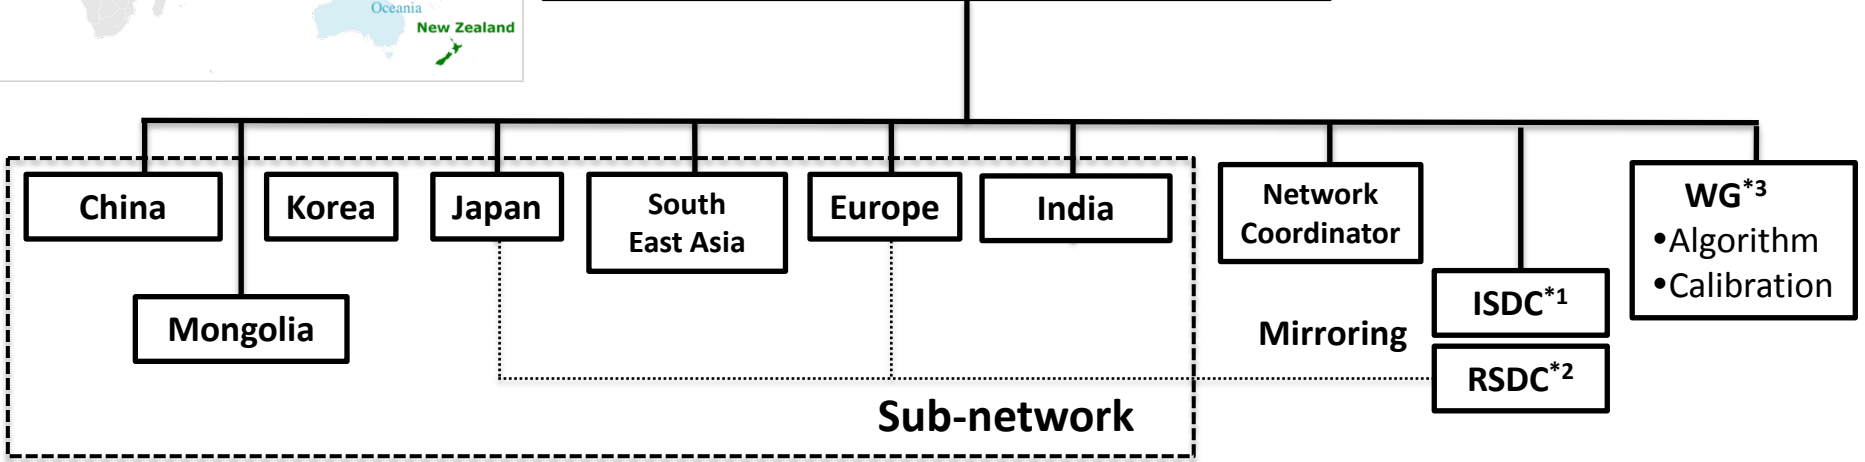 Oceania
New Zealand
China
Korea
Japan
South
East Asia
Europe
India
Network
Coordinator
WG*3
•Algorithm
•Calibration
Mongolia
Mirroring
ISDC*1
RSDC*2
Sub-network